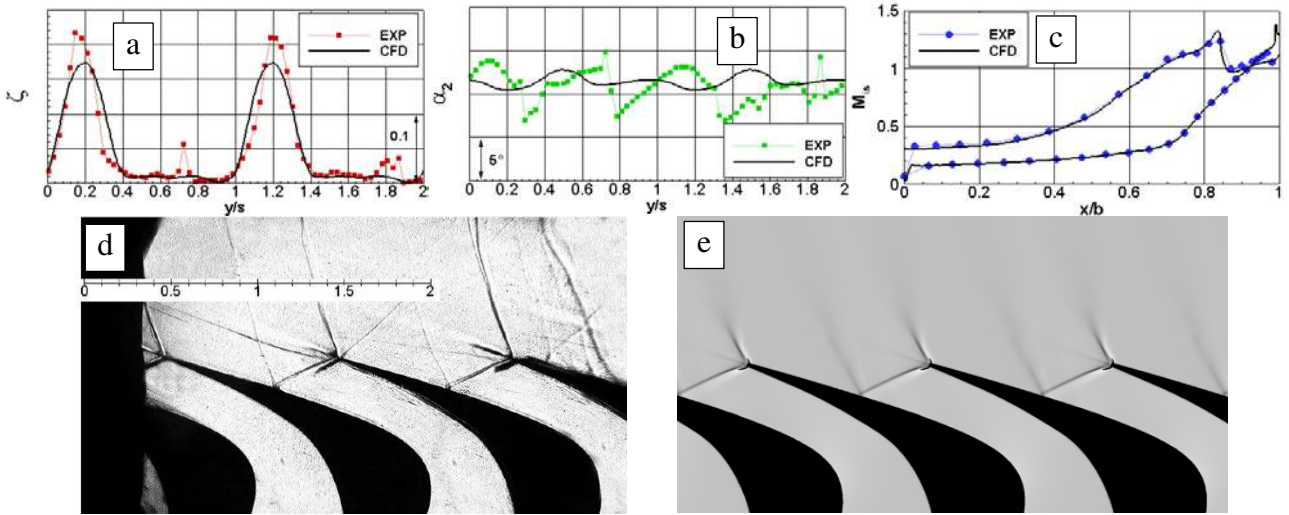 a
EXP
CFD
ζ
0.1
0 0.2 0.4 0.6 0.8 1 1.2 1.4 1.6 1.8 2
y/s
b
α2
5°
EXP
CFD
0 0.2 0.4 0.6 0.8 1 1.2 1.4 1.6 1.8 2
y/s
1.5
c
EXP
CFD
Mis
1
0.5
0
0 0.2 0.4 0.6 0.8 1
x/b
d
0 0.5 1 1.5 2
e